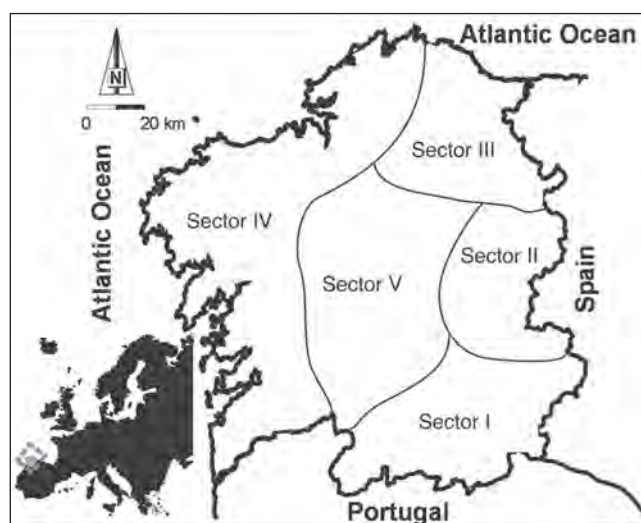 Atlantic Ocean
N
0 20 km
Sector III
Atlantic Ocean
Sector IV
Sector II
Sector V
Spain
Sector I
Portugal